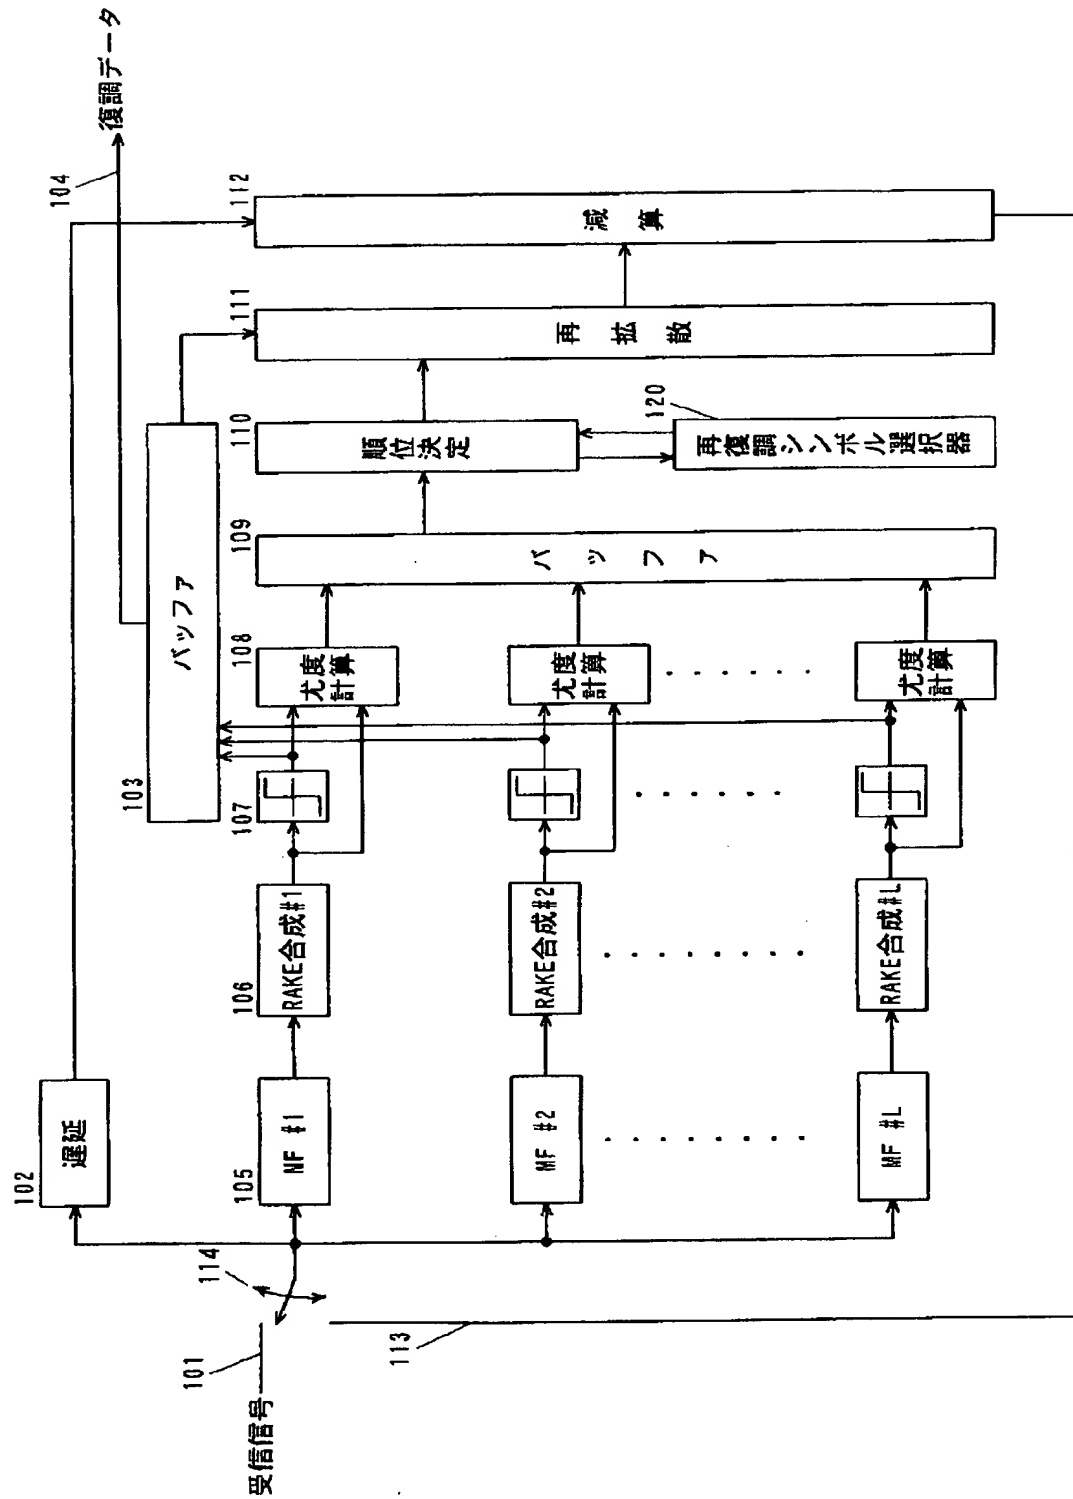 受信信号
101
114
113
102
遅延
105
NF #1
MF #2
MF #L
106
RAKE合成#1
RAKE合成#2
RAKE合成#L
107
103
バッファ
108
尤度
計算
尤度
計算
尤度
計算
109
バッファ
110
順位決定
120
再復調シンボル選択器
111
再拡散
112
減算
104
復調データ